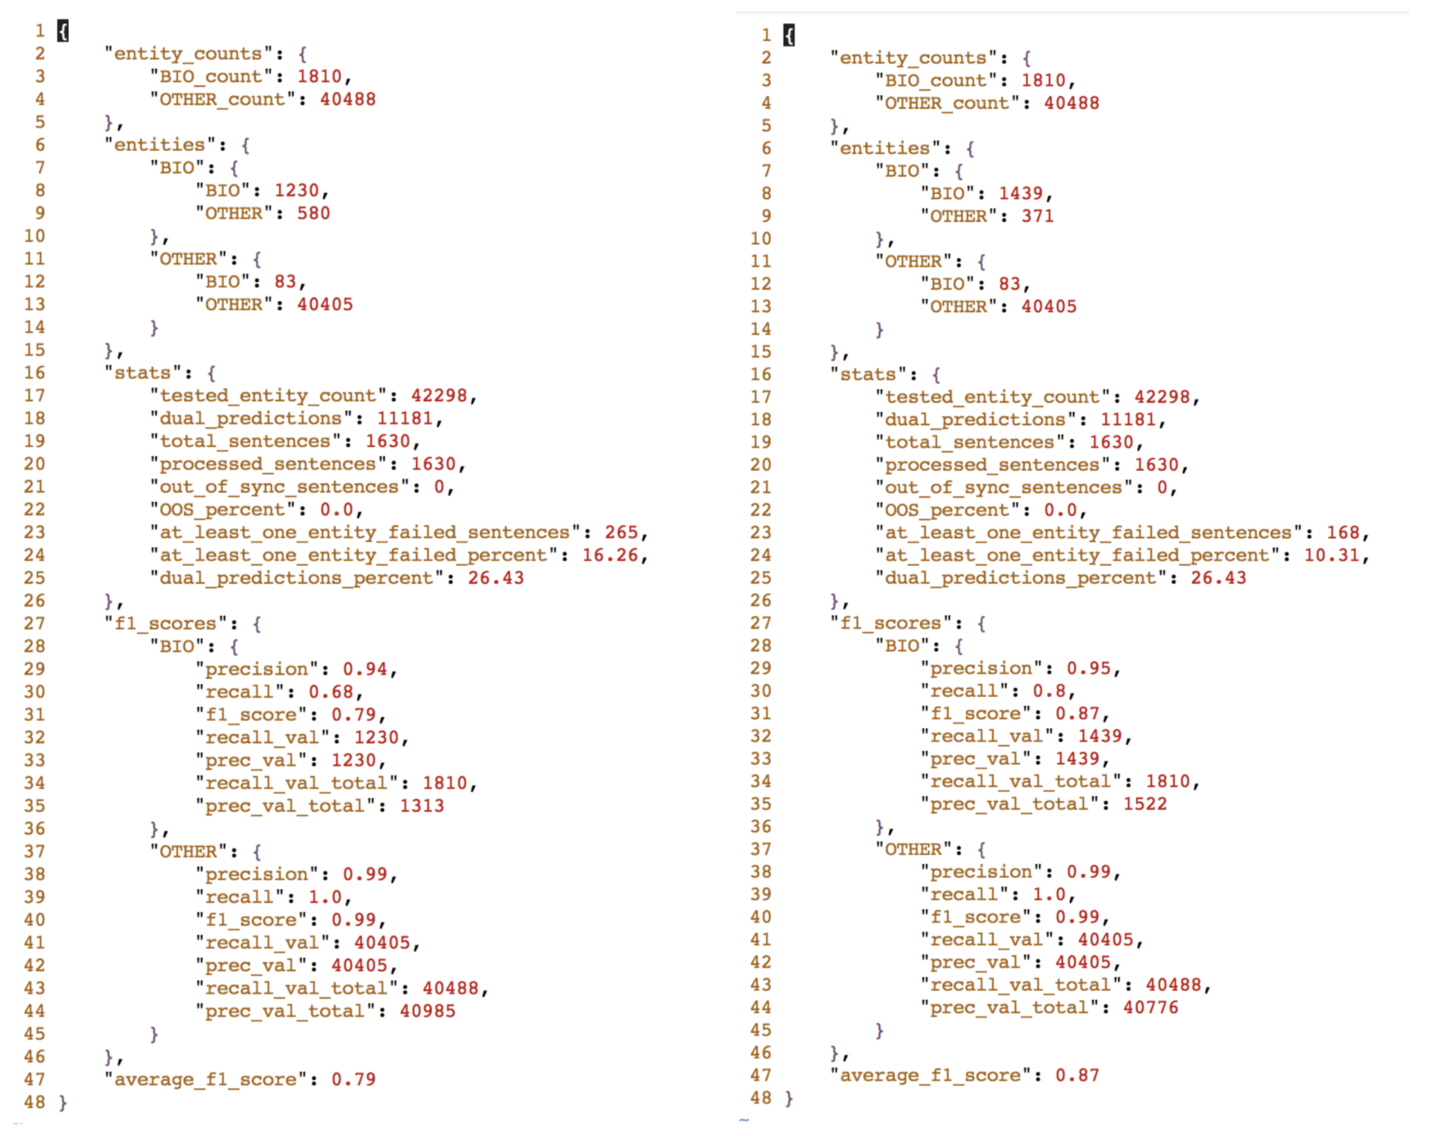 1 {
2 "entity_counts": {
3 "BIO_count": 1810,
4 "OTHER_count": 40488
5 },
6 "entities": {
7 "BIO": {
8 "BIO": 1230,
9 "OTHER": 580
10 },
11 "OTHER": {
12 "BIO": 83,
13 "OTHER": 40405
14 }
15 },
16 "stats": {
17 "tested_entity_count": 42298,
18 "dual_predictions": 11181,
19 "total_sentences": 1630,
20 "processed_sentences": 1630,
21 "out_of_sync_sentences": 0,
22 "OOS_percent": 0.0,
23 "at_least_one_entity_failed_sentences": 265,
24 "at_least_one_entity_failed_percent": 16.26,
25 "dual_predictions_percent": 26.43
26 },
27 "f1_scores": {
28 "BIO": {
29 "precision": 0.94,
30 "recall": 0.68,
31 "f1_score": 0.79,
32 "recall_val": 1230,
33 "prec_val": 1230,
34 "recall_val_total": 1810,
35 "prec_val_total": 1313
36 },
37 "OTHER": {
38 "precision": 0.99,
39 "recall": 1.0,
40 "f1_score": 0.99,
41 "recall_val": 40405,
42 "prec_val": 40405,
43 "recall_val_total": 40488,
44 "prec_val_total": 40985
45 }
46 },
47 "average_f1_score": 0.79
48 }
1 {
2 "entity_counts": {
3 "BIO_count": 1810,
4 "OTHER_count": 40488
5 },
6 "entities": {
7 "BIO": {
8 "BIO": 1439,
9 "OTHER": 371
10 },
11 "OTHER": {
12 "BIO": 83,
13 "OTHER": 40405
14 }
15 },
16 "stats": {
17 "tested_entity_count": 42298,
18 "dual_predictions": 11181,
19 "total_sentences": 1630,
20 "processed_sentences": 1630,
21 "out_of_sync_sentences": 0,
22 "OOS_percent": 0.0,
23 "at_least_one_entity_failed_sentences": 168,
24 "at_least_one_entity_failed_percent": 10.31,
25 "dual_predictions_percent": 26.43
26 },
27 "f1_scores": {
28 "BIO": {
29 "precision": 0.95,
30 "recall": 0.8,
31 "f1_score": 0.87,
32 "recall_val": 1439,
33 "prec_val": 1439,
34 "recall_val_total": 1810,
35 "prec_val_total": 1522
36 },
37 "OTHER": {
38 "precision": 0.99,
39 "recall": 1.0,
40 "f1_score": 0.99,
41 "recall_val": 40405,
42 "prec_val": 40405,
43 "recall_val_total": 40488,
44 "prec_val_total": 40776
45 }
46 },
47 "average_f1_score": 0.87
48 }
~